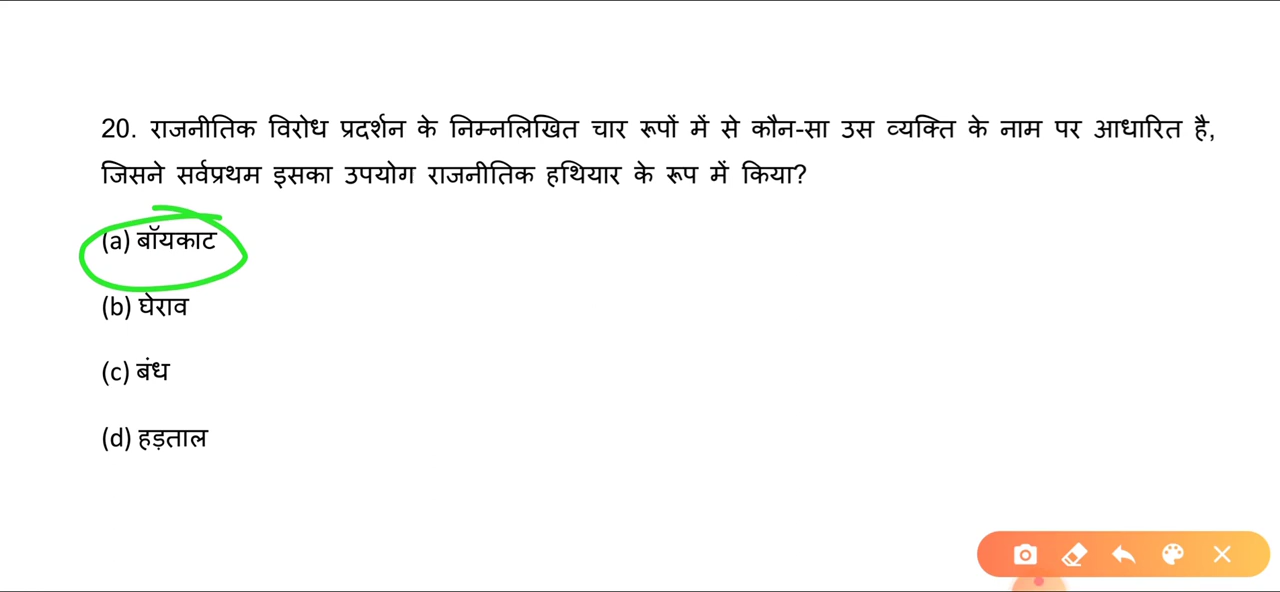 20. राजनीतिक विरोध प्रदर्शन के निम्नलिखित चार रूपों में से कौन-सा उस व्यक्ति के नाम पर आधारित है,
जिसने सर्वप्रथम इसका उपयोग राजनीतिक हथियार के रूप में किया?
(a) बॉयकाट
(b) घेराव
(c) बंध
(d) हड़ताल